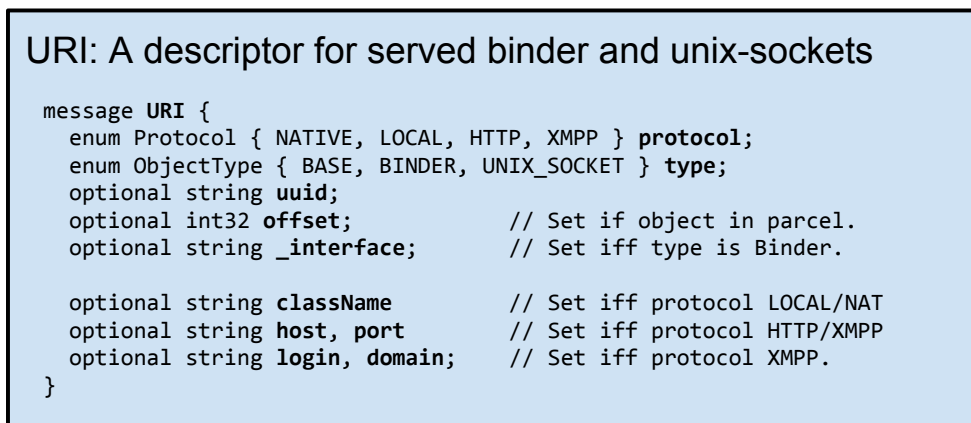 URI: A descriptor for served binder and unix-sockets
message URI {
  enum Protocol { NATIVE, LOCAL, HTTP, XMPP } protocol;
  enum ObjectType { BASE, BINDER, UNIX_SOCKET } type;
  optional string uuid;
  optional int32 offset;          // Set if object in parcel.
  optional string _interface;     // Set iff type is Binder.
  optional string className       // Set iff protocol LOCAL/NAT
  optional string host, port      // Set iff protocol HTTP/XMPP
  optional string login, domain;  // Set iff protocol XMPP.
}